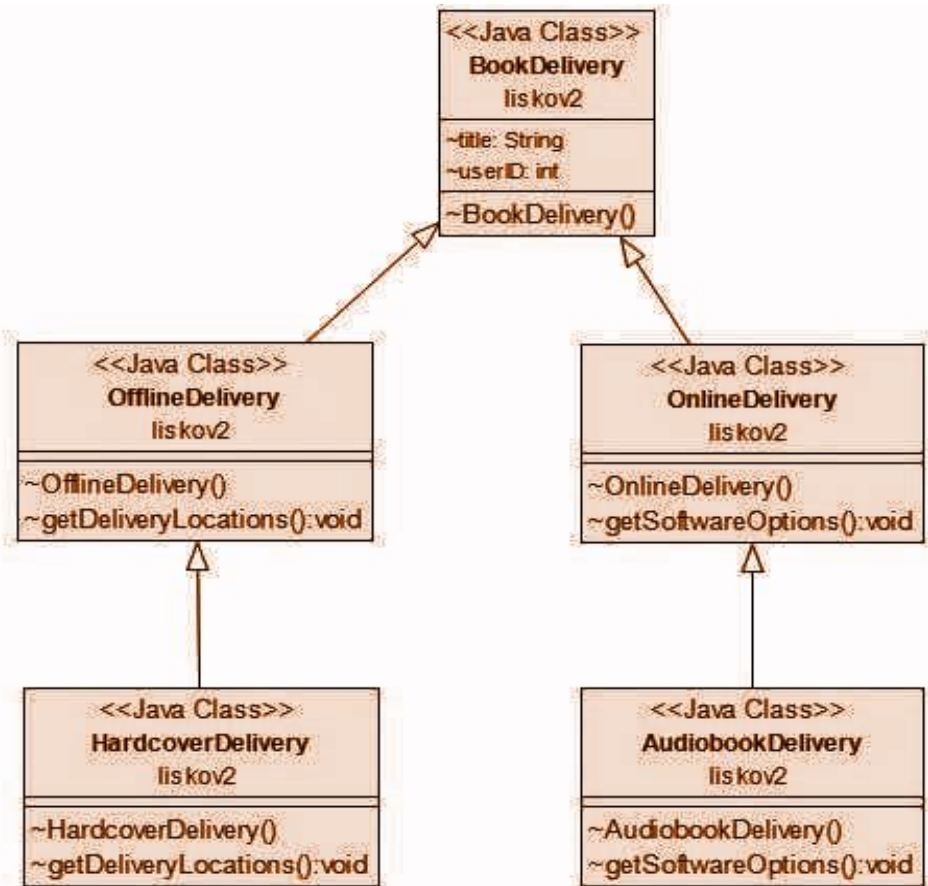 <<Java Class>>
BookDelivery
liskov2
~title: String
~userID: int
~BookDelivery()
<<Java Class>>
OfflineDelivery
liskov2
~OfflineDelivery()
~getDeliveryLocations():void
<<Java Class>>
OnlineDelivery
liskov2
~OnlineDelivery()
~getSoftwareOptions():void
<<Java Class>>
HardcoverDelivery
liskov2
~HardcoverDelivery()
~getDeliveryLocations():void
<<Java Class>>
AudiobookDelivery
liskov2
~AudiobookDelivery()
~getSoftwareOptions():void